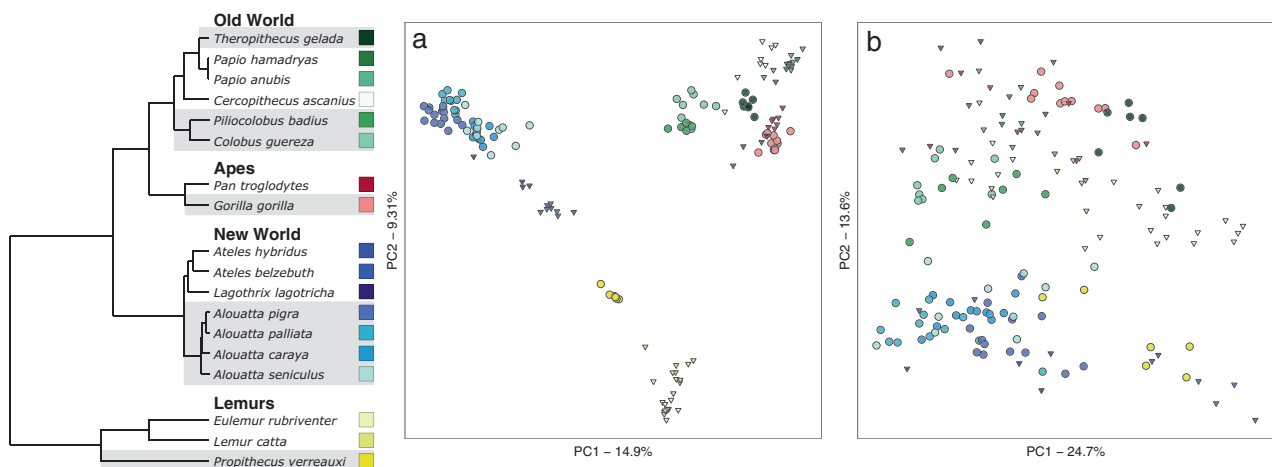 Old World
Theropithecus gelada
Papio hamadryas
Papio anubis
Cercopithecus ascanius
Piliocolobus badius
Colobus guereza
Apes
Pan troglodytes
Gorilla gorilla
New World
Ateles hybridus
Ateles belzebuth
Lagothrix lagotricha
Alouatta pigra
Alouatta palliata
Alouatta caraya
Alouatta seniculus
Lemurs
Eulemur rubriventer
Lemur catta
Propithecus verreauxi
a
PC2 – 9.31%
PC1 – 14.9%
b
PC2 – 13.6%
PC1 – 24.7%